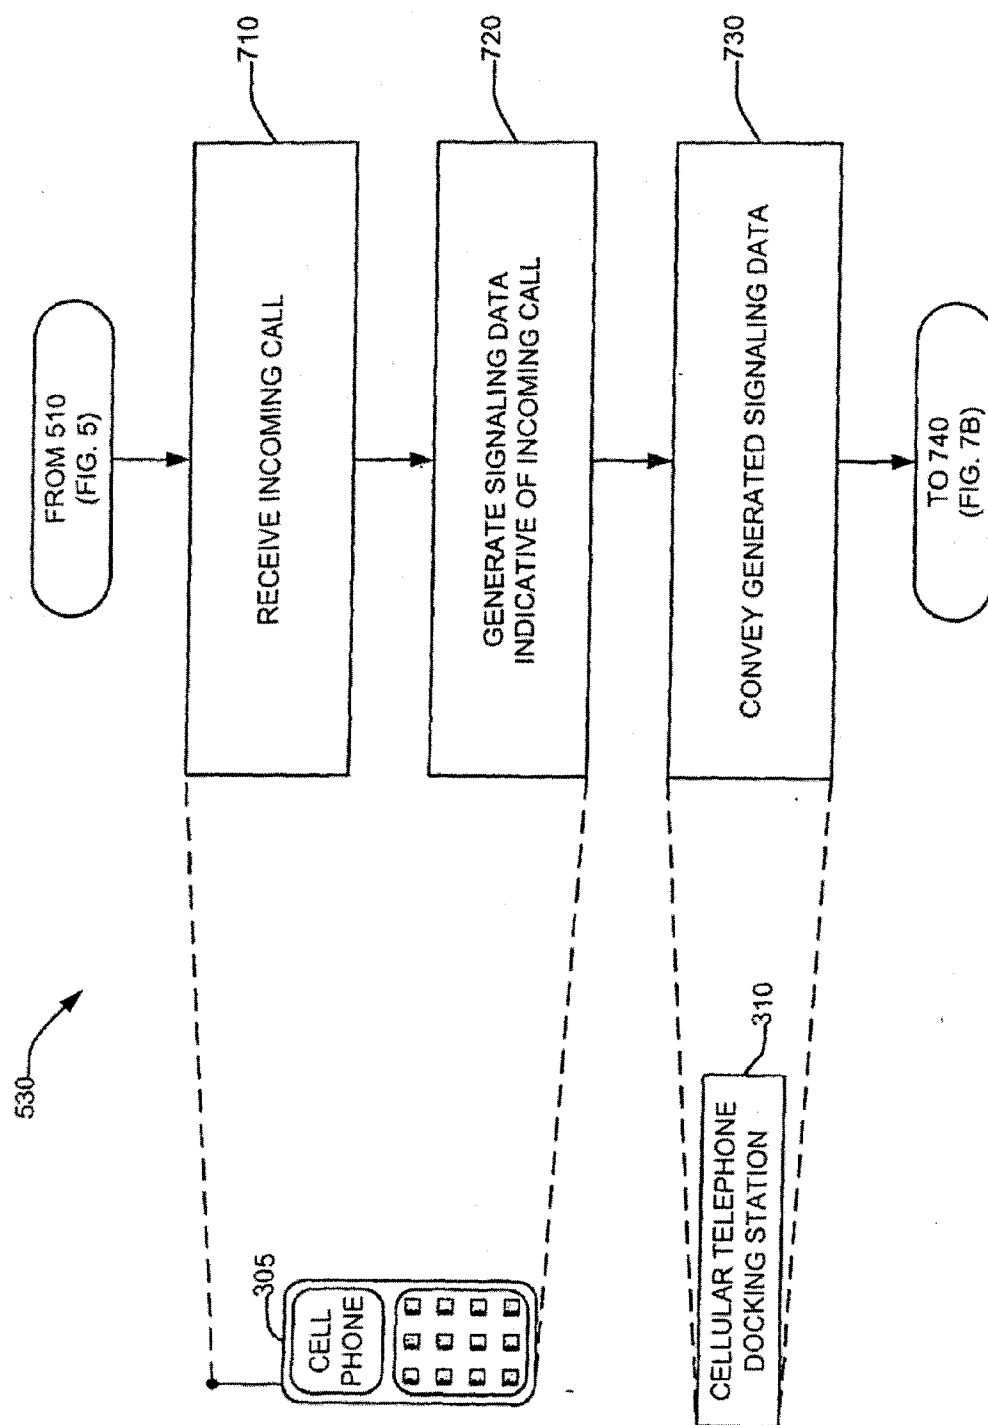 530
FROM 510
(FIG. 5)
710
RECEIVE INCOMING CALL
305
CELL
PHONE
720
GENERATE SIGNALING DATA
INDICATIVE OF INCOMING CALL
730
CONVEY GENERATED SIGNALING DATA
310
CELLULAR TELEPHONE
DOCKING STATION
TO 740
(FIG. 7B)